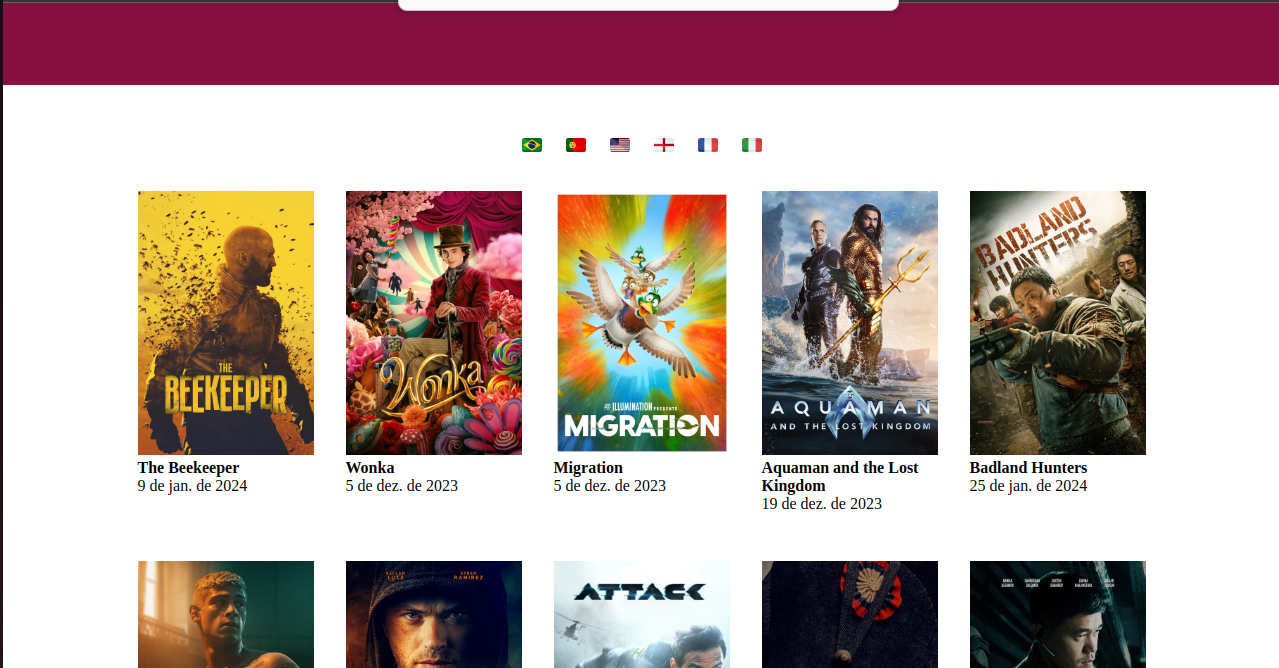 THE
BEEKEEPER
Wonka
ILLUMINATION PRESENTS
MIGRATION
AQUAMAN
AND THE LOST KINGDOM
BADLAND
HUNTERS
The Beekeeper
9 de jan. de 2024
Wonka
5 de dez. de 2023
Migration
5 de dez. de 2023
Aquaman and the Lost
Kingdom
19 de dez. de 2023
Badland Hunters
25 de jan. de 2024
LUTZ
RAMIREZ
ATTACK